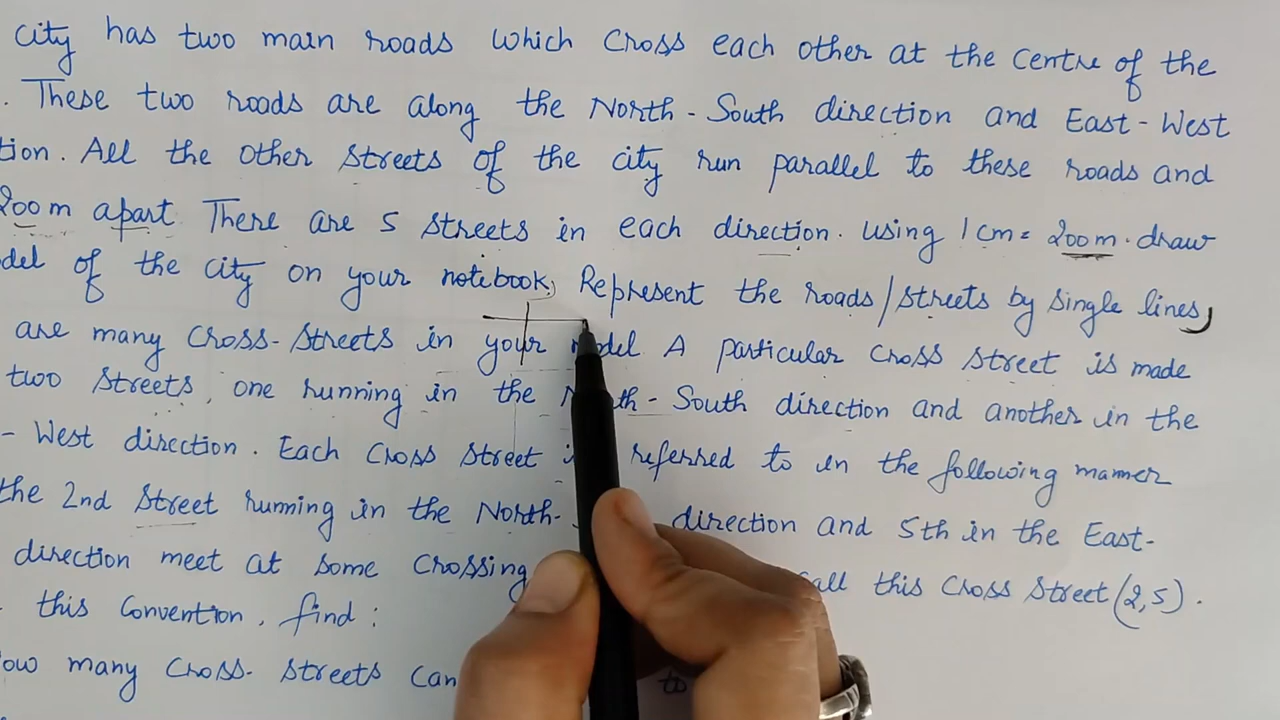 city has two main roads which cross each other at the centre of the
. These two roads are along the North - South direction and East - West
tion. All the other streets of the city run parallel to these roads and
200m apart There are 5 streets in each direction. using 1cm = 200m. draw
del of the city on your notebook, Represent the roads/streets by single lines,
are many cross-streets in your model A particular cross street is made
two streets, one running in the North - South direction and another in the
- West direction. Each cross street is referred to in the following manner
the 2nd street running in the North- direction and 5th in the East-
direction meet at some crossing call this cross street (2,5).
this convention, find :
ow many cross- streets can to